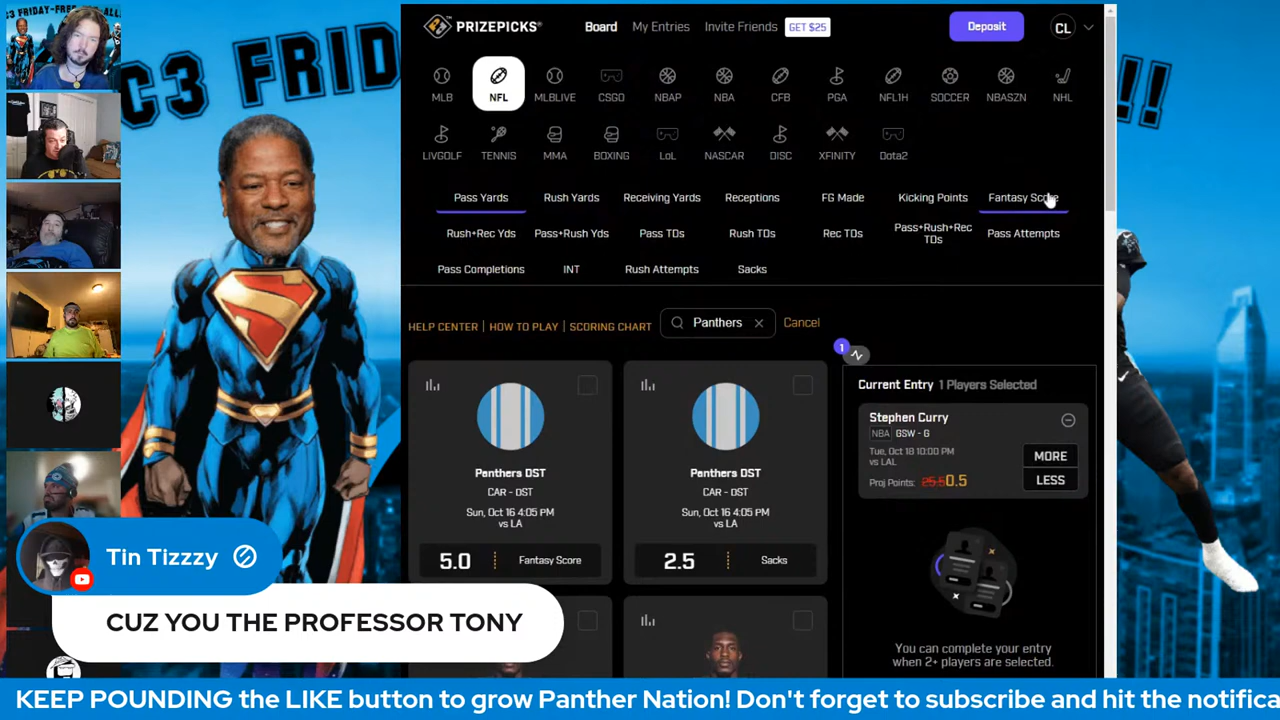 C3 FRIDAY-FREE-FOR-ALL!!
C3 FRID
!!
PRIZEPICKS
Board
My Entries
Invite Friends
GET $25
Deposit
CL
MLB
NFL
MLBLIVE
CSGO
NBAP
NBA
CFB
PGA
NFL1H
SOCCER
NBASZN
NHL
LIVGOLF
TENNIS
MMA
BOXING
LoL
NASCAR
DISC
XFINITY
Dota2
Pass Yards
Rush Yards
Receiving Yards
Receptions
FG Made
Kicking Points
Fantasy Score
Rush+Rec Yds
Pass+Rush Yds
Pass TDs
Rush TDs
Rec TDs
Pass+Rush+Rec
TDs
Pass Attempts
Pass Completions
INT
Rush Attempts
Sacks
HELP CENTER | HOW TO PLAY | SCORING CHART
Panthers
Cancel
1
Panthers DST
CAR - DST
Sun, Oct 16 4:05 PM
vs LA
5.0
Fantasy Score
Panthers DST
CAR - DST
Sun, Oct 16 4:05 PM
vs LA
2.5
Sacks
Current Entry 1 Players Selected
Stephen Curry
NBA GSW - G
Tue, Oct 18 10:00 PM
vs LAL
Proj Points: 25.5 0.5
MORE
LESS
You can complete your entry
when 2+ players are selected.
Tin Tizzzy
CUZ YOU THE PROFESSOR TONY
KEEP POUNDING the LIKE button to grow Panther Nation! Don't forget to subscribe and hit the notifica